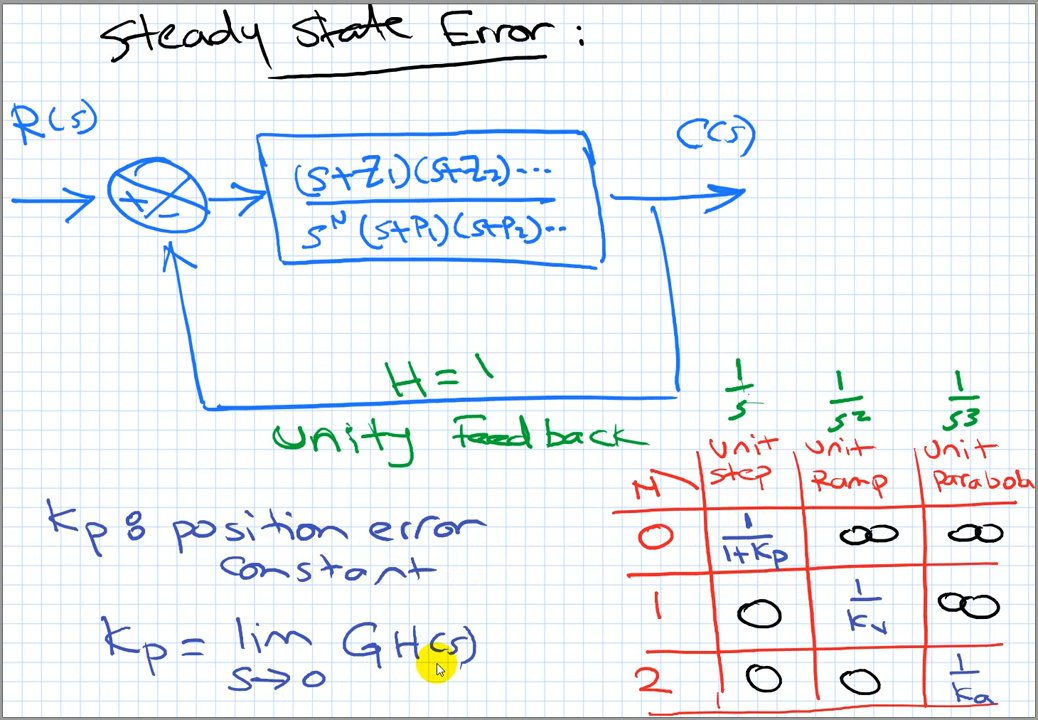 Steady State Error :
R(s)
C(s)
(S+Z1)(S+Z2)...
S^N (S+P1)(S+P2)...
+
-
H = 1
unity Feedback
1/s 1/s2 1/s3
N unit step unit Ramp unit parabola
0 1/1+Kp ∞ ∞
1 0 1/Kv ∞
2 0 0 1/Ka
Kp : position error
constant
Kp = lim GH(s)
S→0